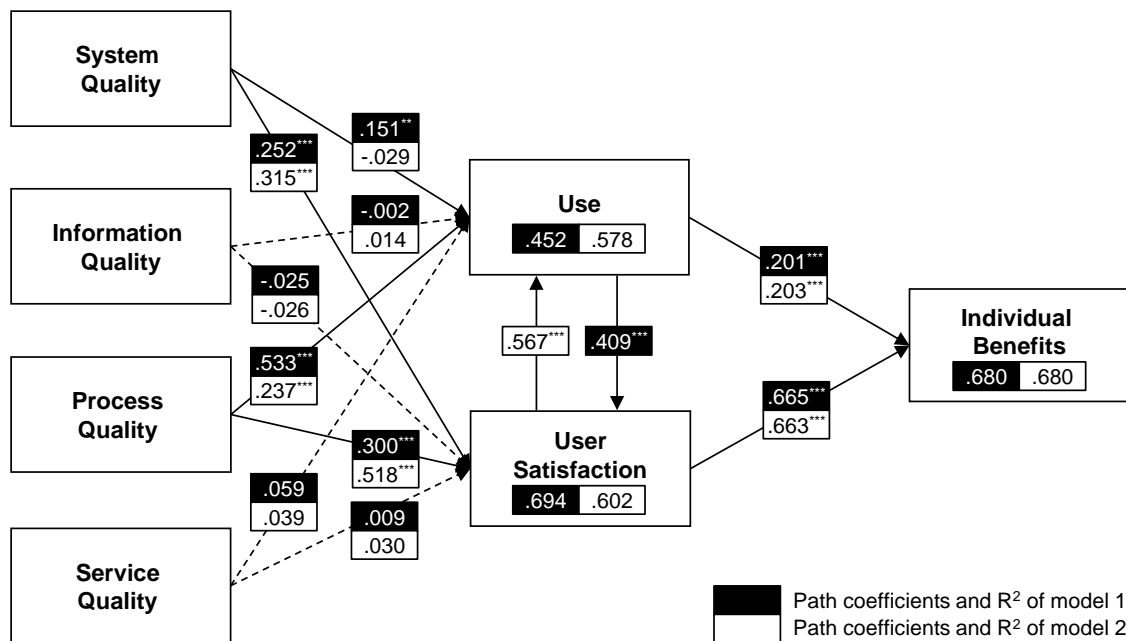 System
Quality
Information
Quality
Process
Quality
Service
Quality
.252***
.315***
.151**
-.029
-.002
.014
-.025
-.026
.533***
.237***
.300***
.518***
.059
.039
.009
.030
Use
.452 .578
.567***
.409***
User
Satisfaction
.694 .602
.201***
.203***
.665***
.663***
Individual
Benefits
.680 .680
Path coefficients and R² of model 1
Path coefficients and R² of model 2